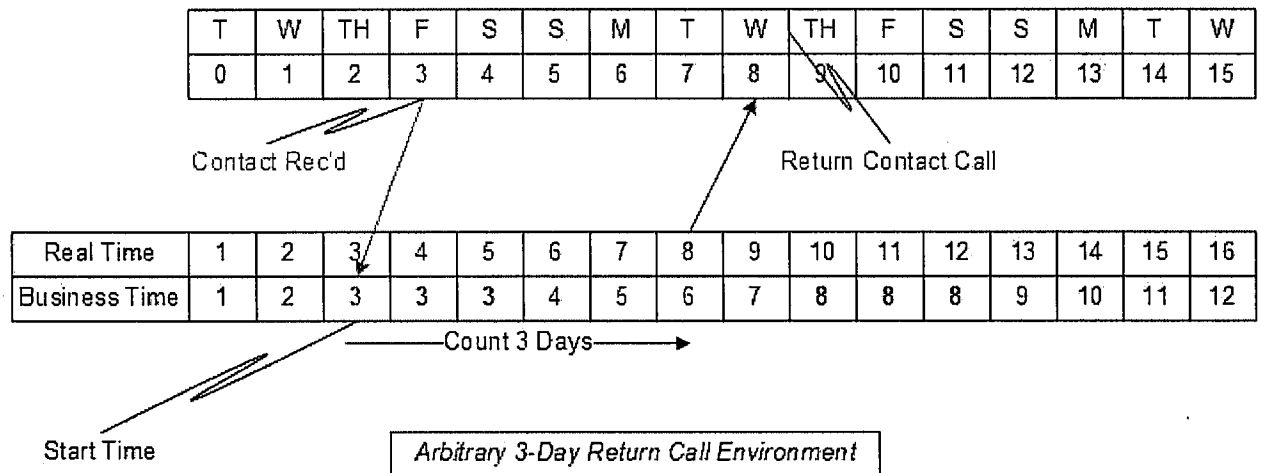 T W TH F S S M T W TH F S S M T W
0 1 2 3 4 5 6 7 8 9 10 11 12 13 14 15
Contact Rec'd
Return Contact Call
Real Time 1 2 3 4 5 6 7 8 9 10 11 12 13 14 15 16
Business Time 1 2 3 3 3 4 5 6 7 8 8 8 9 10 11 12
Count 3 Days
Start Time
Arbitrary 3-Day Return Call Environment